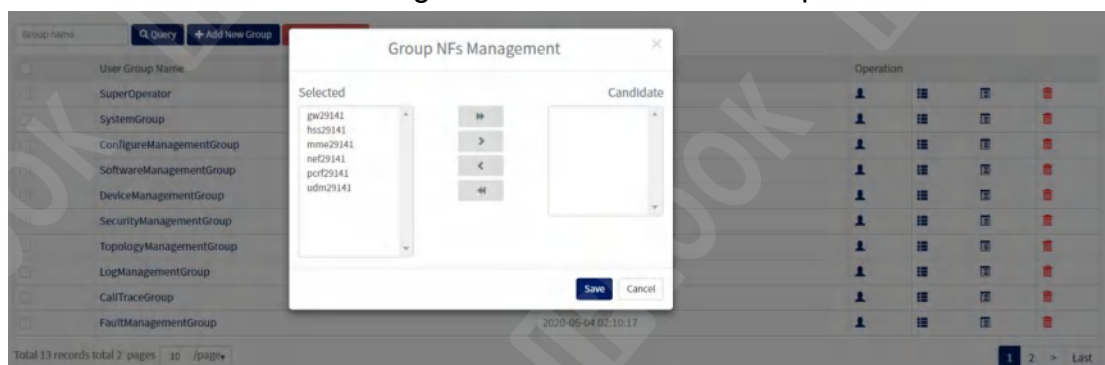 Group name Query Add New Group
Group NFs Management
User Group Name Operation
SuperOperator
SystemGroup
ConfigureManagementGroup
SoftwareManagementGroup
DeviceManagementGroup
SecurityManagementGroup
TopologyManagementGroup
LogManagementGroup
CallTraceGroup
FaultManagementGroup 2020-06-04 02:10:17
Selected Candidate
gw29141
hss29141
mme29141
nef29141
pcrf29141
udm29141
Save Cancel
Total 13 records total 2 pages 10 /page
1 2 > Last